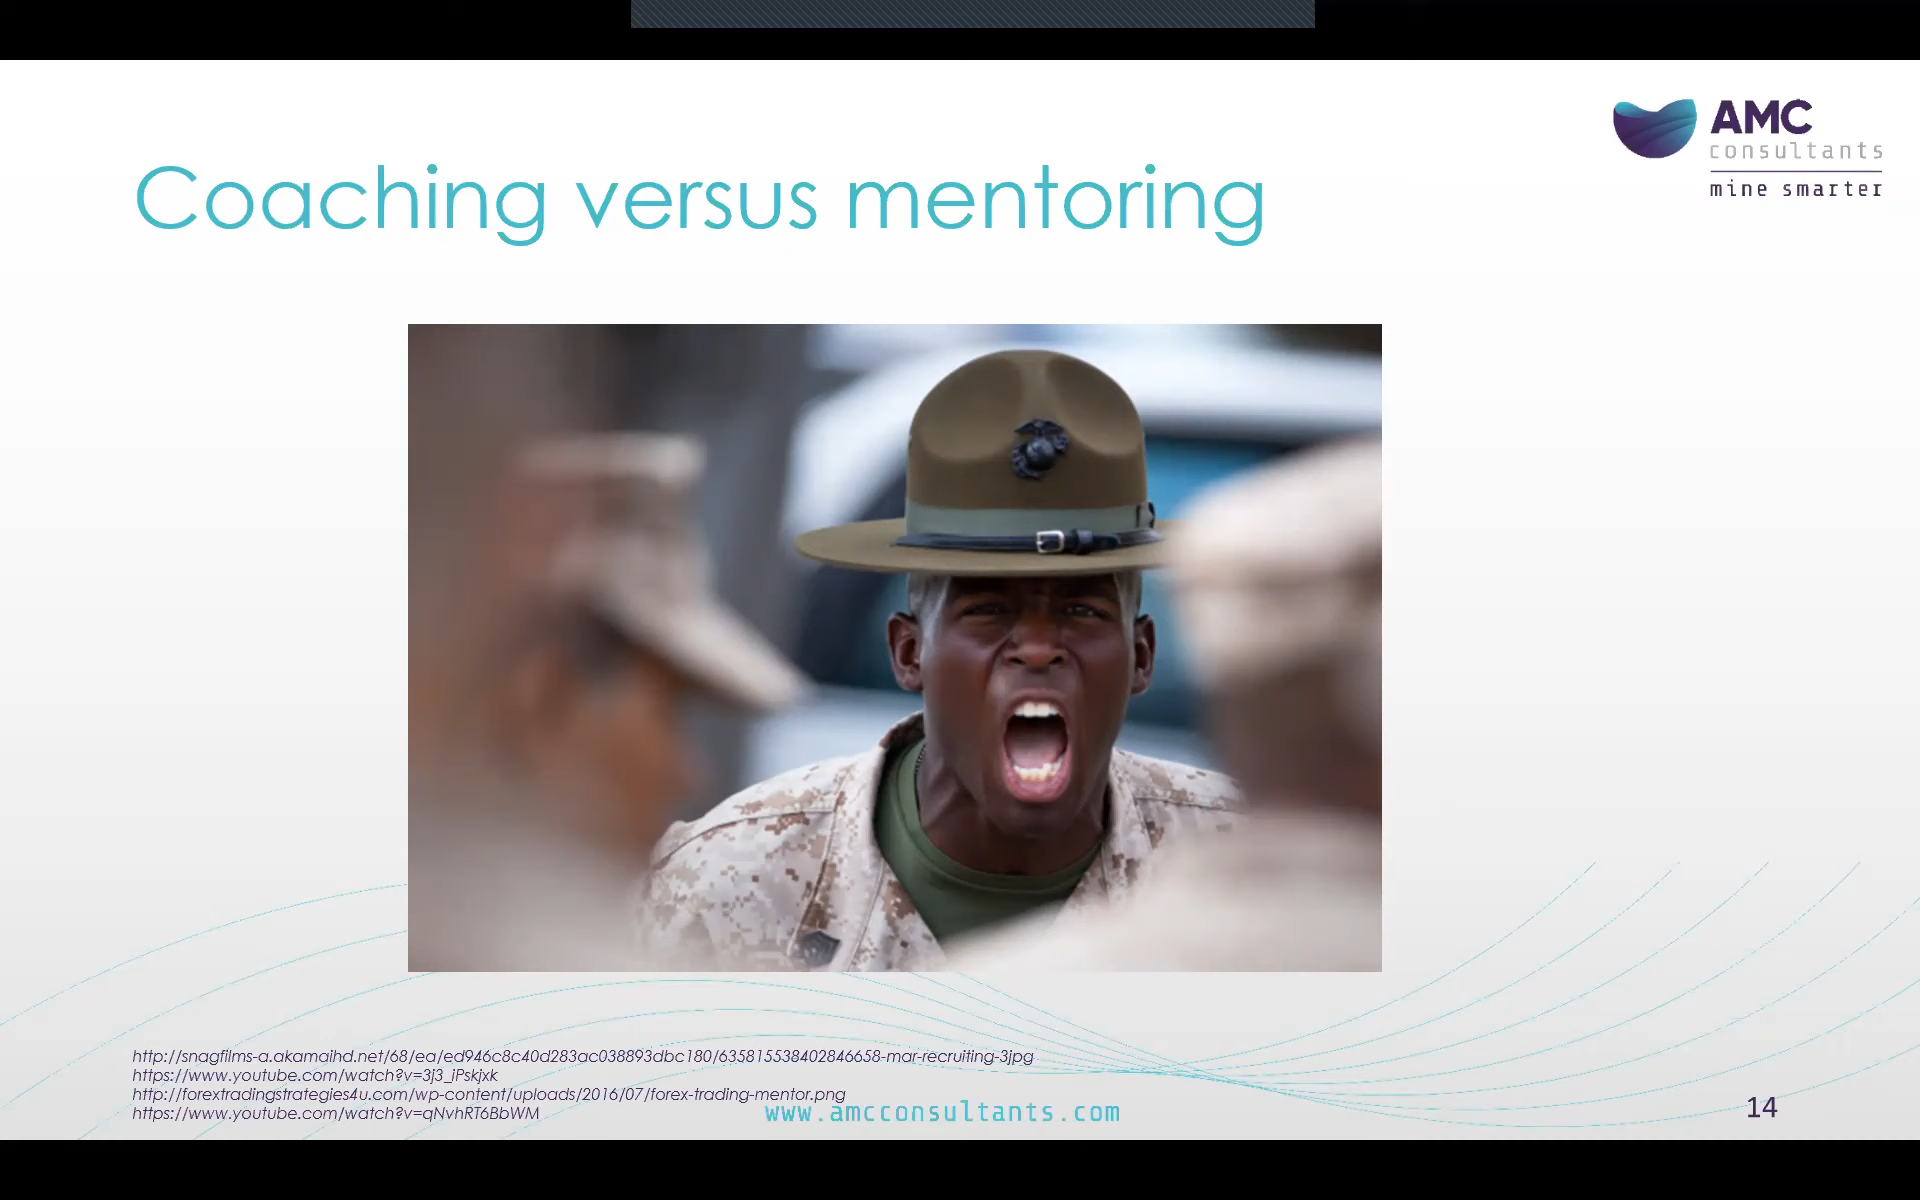 AMC
consultants
mine smarter
Coaching versus mentoring
http://snagfilms-a.akamaihd.net/68/ea/ed946c8c40d283ac038893dbc180/635815538402846658-mar-recruiting-3jpg
https://www.youtube.com/watch?v=3j3_iPskjxk
http://forextradingstrategies4u.com/wp-content/uploads/2016/07/forex-trading-mentor.png
https://www.youtube.com/watch?v=qNvhRT6BbWM
www.amcconsultants.com
14